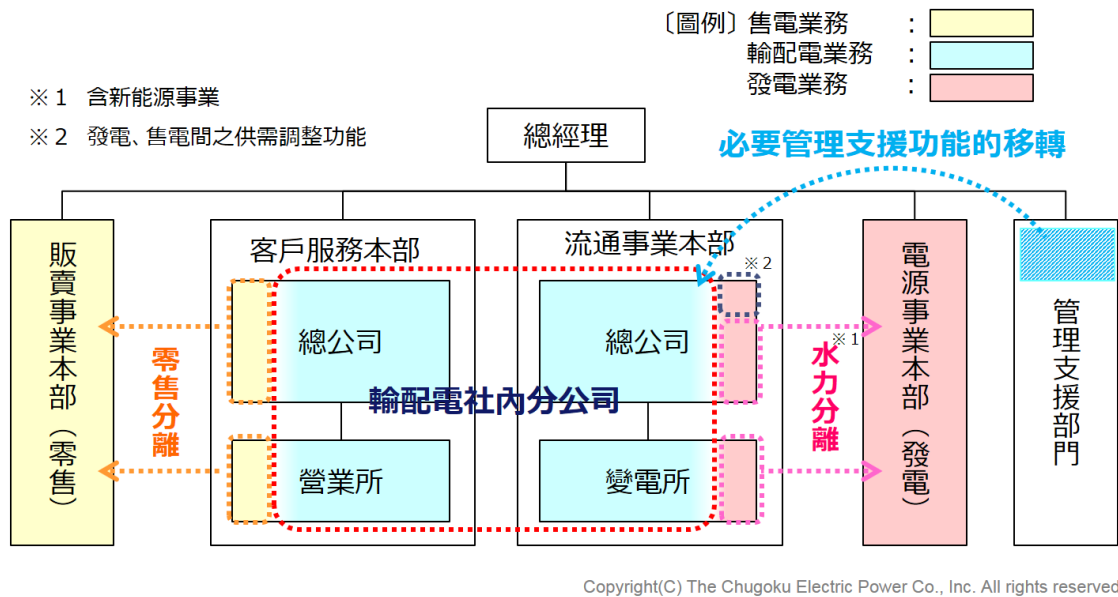 〔圖例〕售電業務 :
輸配電業務 :
發電業務 :
※1 含新能源事業
※2 發電、售電間之供需調整功能
總經理
必要管理支援功能的移轉
販賣事業本部（零售）
客戶服務本部
流通事業本部
※2
電源事業本部（發電）
管理支援部門
總公司
總公司
※1
零售分離
水力分離
輸配電社內分公司
營業所
變電所
Copyright(C) The Chugoku Electric Power Co., Inc. All rights reserved